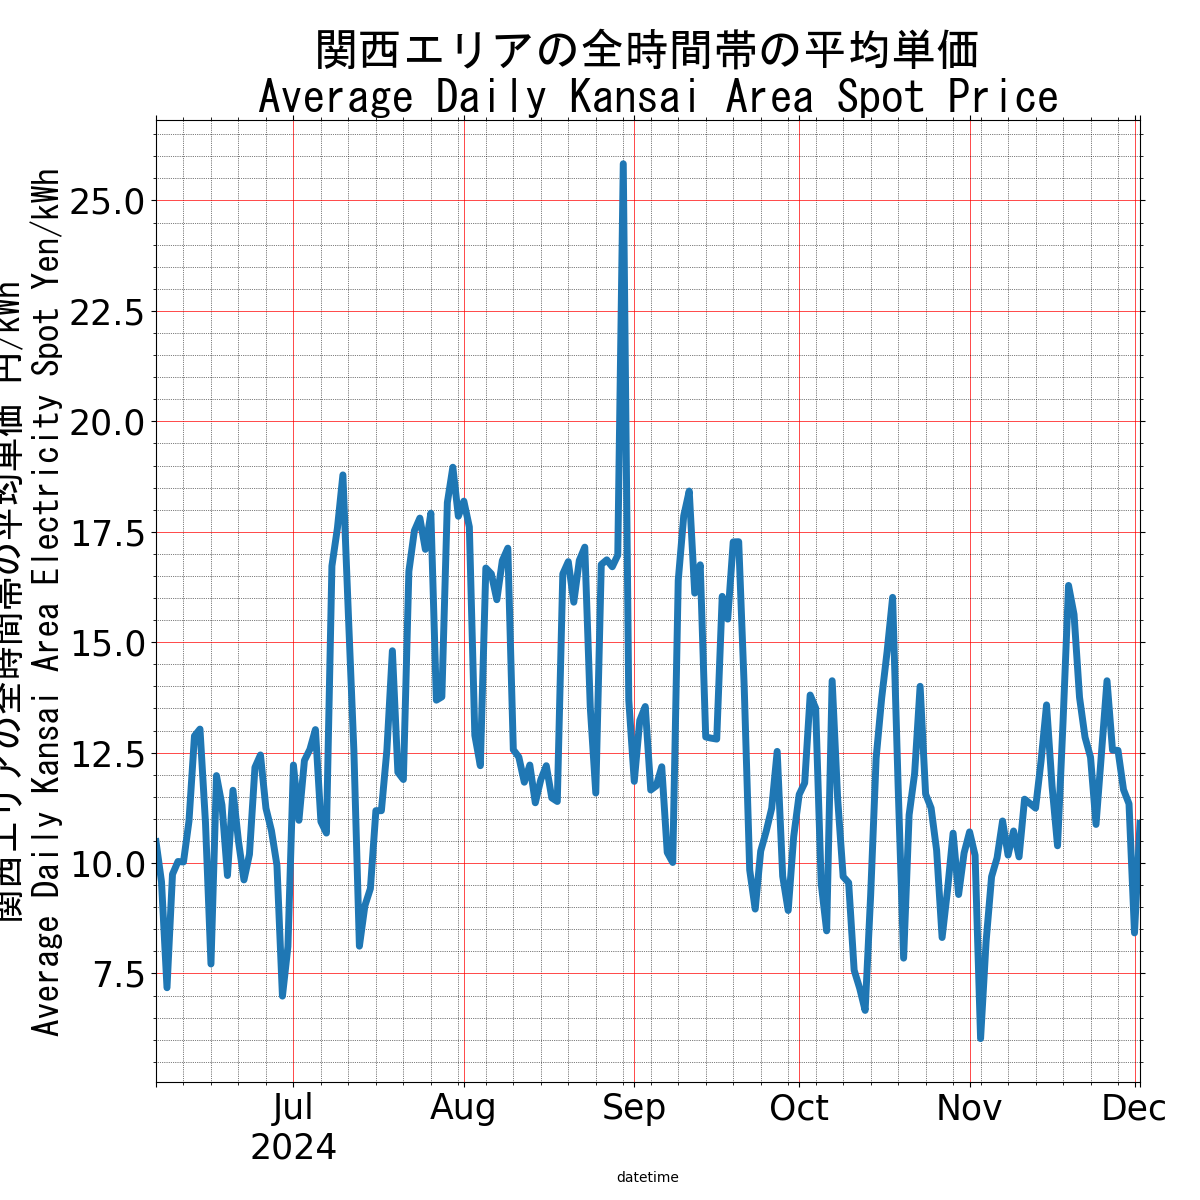 関西エリアの全時間帯の平均単価
Average Daily Kansai Area Spot Price
関西エリアの全時間帯の平均単価 円/kWh
Average Daily Kansai Area Electricity Spot Yen/kWh
25.0
22.5
20.0
17.5
15.0
12.5
10.0
7.5
Jul
2024
Aug
Sep
Oct
Nov
Dec
datetime